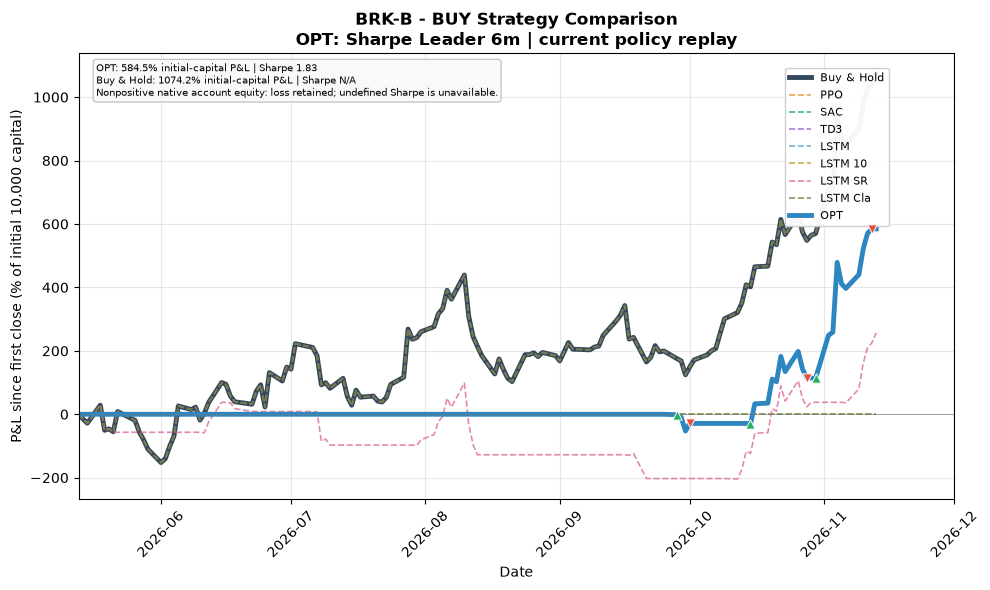 BRK-B - BUY Strategy Comparison
OPT: Sharpe Leader 6m | current policy replay
OPT: 584.5% initial-capital P&L | Sharpe 1.83
Buy & Hold: 1074.2% initial-capital P&L | Sharpe N/A
Nonpositive native account equity: loss retained; undefined Sharpe is unavailable.
Buy & Hold
PPO
SAC
TD3
LSTM
LSTM 10
LSTM SR
LSTM Cla
OPT
P&L since first close (% of initial 10,000 capital)
1000
800
600
400
200
0
−200
2026-06
2026-07
2026-08
2026-09
2026-10
2026-11
2026-12
Date